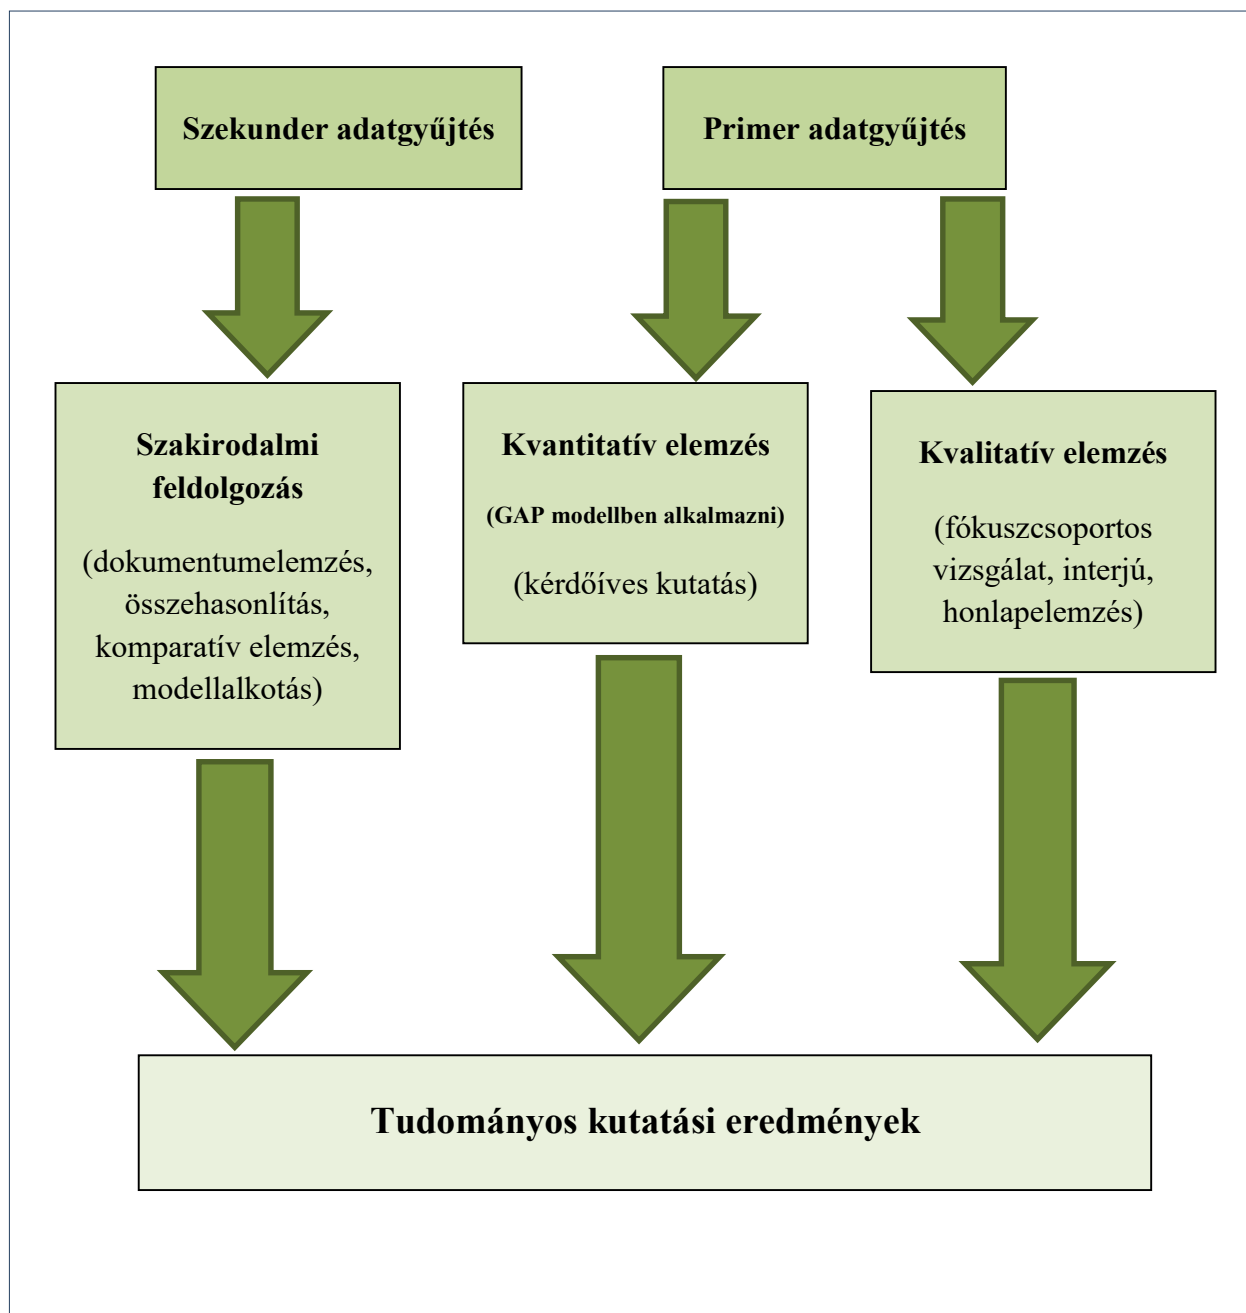 Szekunder adatgyűjtés
Primer adatgyűjtés
Szakirodalmi
feldolgozás
(dokumentumelemzés,
összehasonlítás,
komparatív elemzés,
modellalkotás)
Kvantitatív elemzés
(GAP modellben alkalmazni)
(kérdőíves kutatás)
Kvalitatív elemzés
(fókuszcsoportos
vizsgálat, interjú,
honlapelemzés)
Tudományos kutatási eredmények